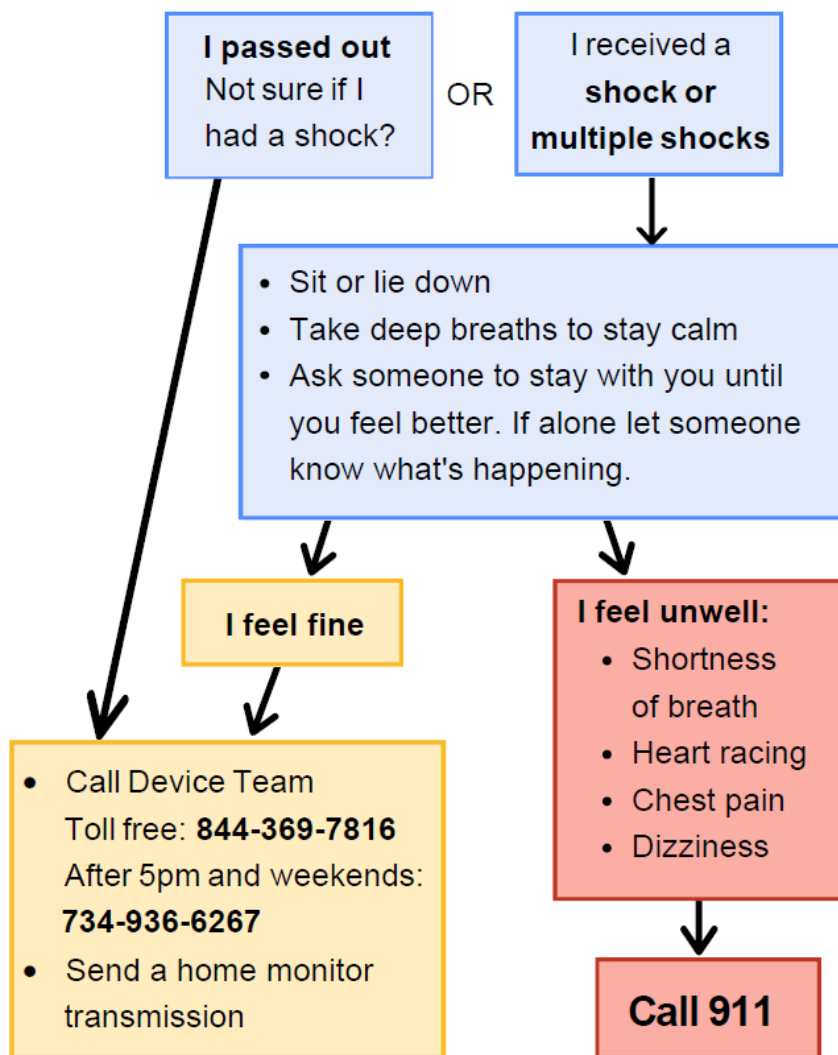 I passed out
Not sure if I
had a shock?
OR
I received a
shock or
multiple shocks
• Sit or lie down
• Take deep breaths to stay calm
• Ask someone to stay with you until
you feel better. If alone let someone
know what's happening.
I feel fine
I feel unwell:
• Shortness
of breath
• Heart racing
• Chest pain
• Dizziness
• Call Device Team
Toll free: 844-369-7816
After 5pm and weekends:
734-936-6267
• Send a home monitor
transmission
Call 911